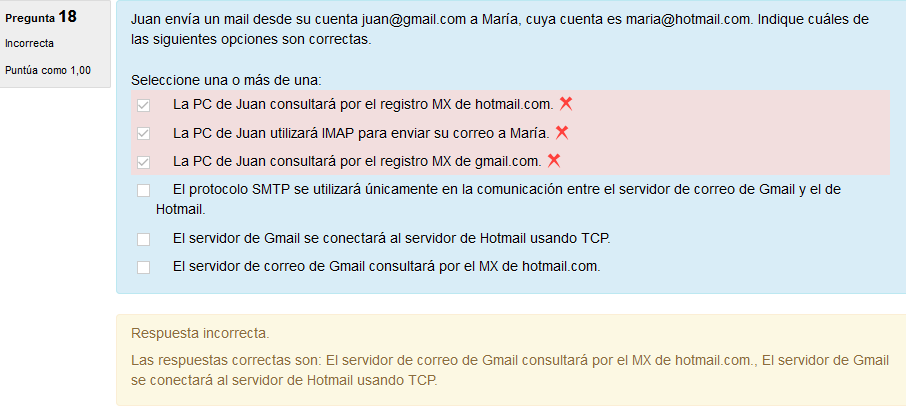 Pregunta 18
Incorrecta
Puntúa como 1,00
Juan envía un mail desde su cuenta juan@gmail.com a María, cuya cuenta es maria@hotmail.com. Indique cuáles de
las siguientes opciones son correctas.
Seleccione una o más de una:
La PC de Juan consultará por el registro MX de hotmail.com.
La PC de Juan utilizará IMAP para enviar su correo a María.
La PC de Juan consultará por el registro MX de gmail.com.
El protocolo SMTP se utilizará únicamente en la comunicación entre el servidor de correo de Gmail y el de
Hotmail.
El servidor de Gmail se conectará al servidor de Hotmail usando TCP.
El servidor de correo de Gmail consultará por el MX de hotmail.com.
Respuesta incorrecta.
Las respuestas correctas son: El servidor de correo de Gmail consultará por el MX de hotmail.com., El servidor de Gmail
se conectará al servidor de Hotmail usando TCP.